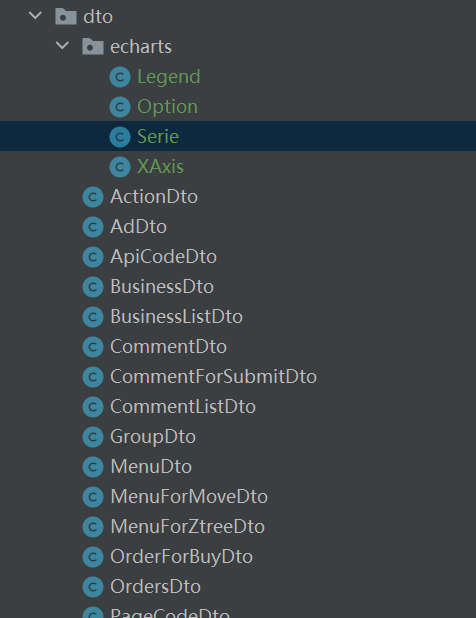 dto
echarts
Legend
Option
Serie
XAxis
ActionDto
AdDto
ApiCodeDto
BusinessDto
BusinessListDto
CommentDto
CommentForSubmitDto
CommentListDto
GroupDto
MenuDto
MenuForMoveDto
MenuForZtreeDto
OrderForBuyDto
OrdersDto
PageCodeDto